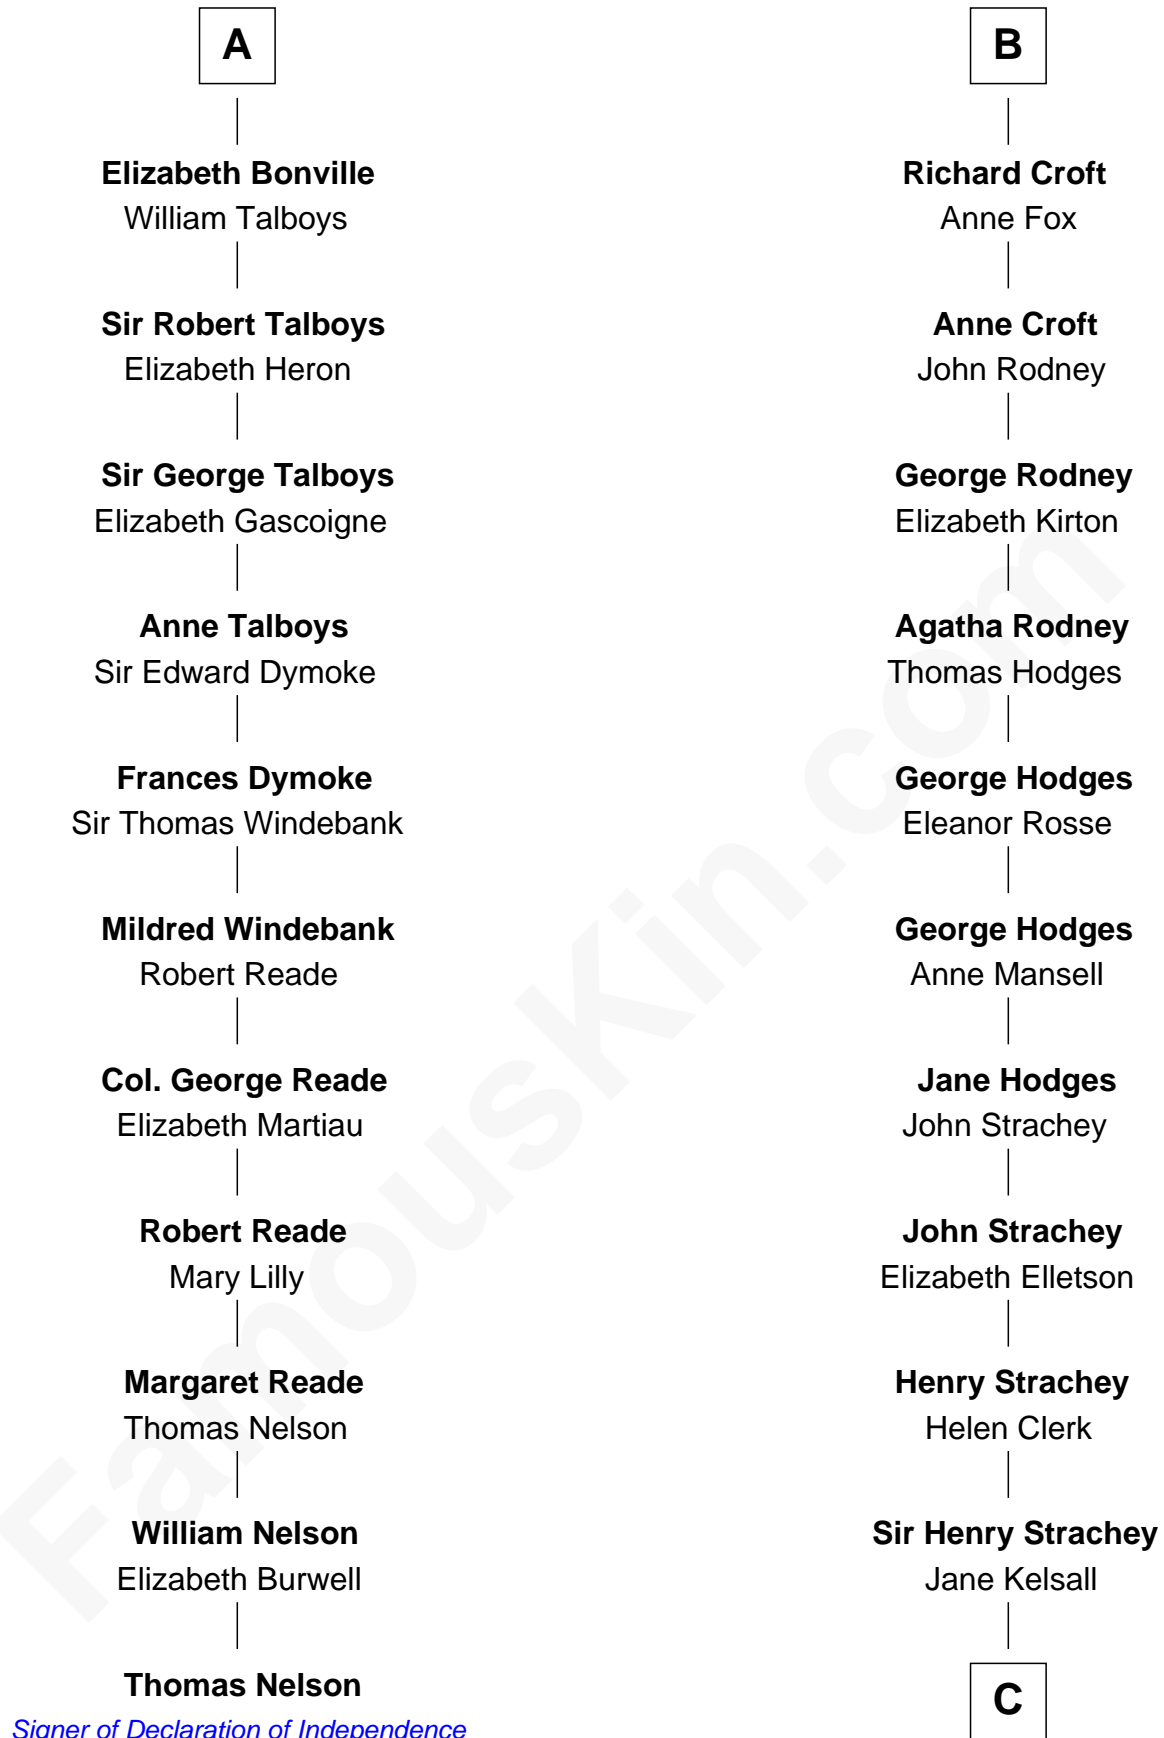 A
Elizabeth Bonville
William Talboys
Sir Robert Talboys
Elizabeth Heron
Sir George Talboys
Elizabeth Gascoigne
Anne Talboys
Sir Edward Dymoke
Frances Dymoke
Sir Thomas Windebank
Mildred Windebank
Robert Reade
Col. George Reade
Elizabeth Martiau
Robert Reade
Mary Lilly
Margaret Reade
Thomas Nelson
William Nelson
Elizabeth Burwell
Thomas Nelson
Signer of Declaration of Independence
B
Richard Croft
Anne Fox
Anne Croft
John Rodney
George Rodney
Elizabeth Kirton
Agatha Rodney
Thomas Hodges
George Hodges
Eleanor Rosse
George Hodges
Anne Mansell
Jane Hodges
John Strachey
John Strachey
Elizabeth Elletson
Henry Strachey
Helen Clerk
Sir Henry Strachey
Jane Kelsall
C
FamousKin.com